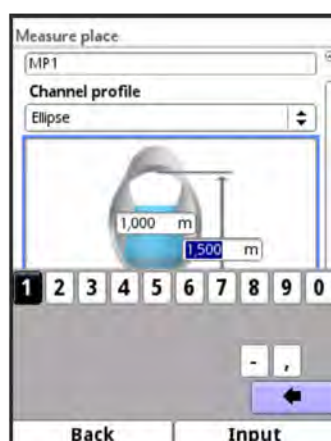 Measure place
MP1
Channel profile
Ellipse
1,000 m
1,500 m
1 2 3 4 5 6 7 8 9 0
- ,
Back Input